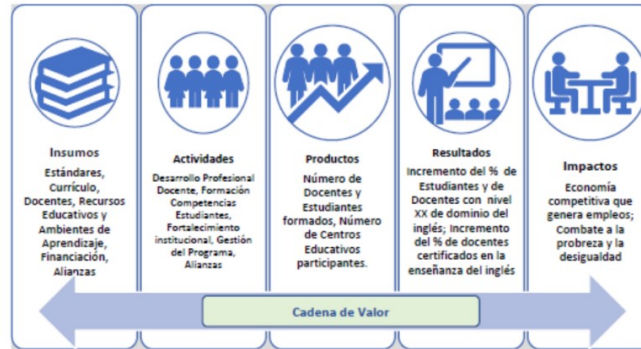 Insumos
Estándares,
Currículo,
Docentes, Recursos
Educativos y
Ambientes de
Aprendizaje,
Financiación,
Alianzas
Actividades
Desarrollo Profesional
Docente, Formación
Competencias
Estudiantes,
Fortalecimiento
institucional, Gestión
del Programa,
Alianzas
Productos
Número de
Docentes y
Estudiantes
formados, Número
de Centros
Educativos
participantes.
Resultados
Incremento del % de
Estudiantes y de
Docentes con nivel
XX de dominio del
inglés; Incremento
del % de docentes
certificados en la
enseñanza del inglés
Impactos
Economía
competitiva que
genera empleos;
Combate a la
probreza y la
desigualdad
Cadena de Valor